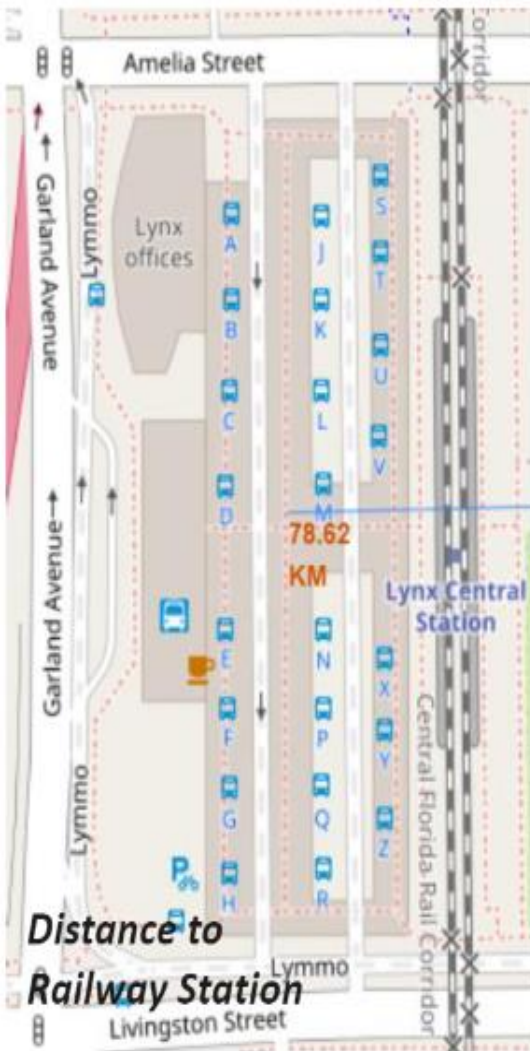 orridor
Amelia Street
Garland Avenue
Lymmo
Lynx
offices
A
J
S
B
K
T
C
L
U
D
M
V
78.62
KM
Garland Avenue
Lynx Central
Station
E
N
X
F
P
Y
G
Q
Z
H
R
Lymmo
P
Central Florida Rail Corridor
Distance to
Railway Station
Lymmo
Livingston Street